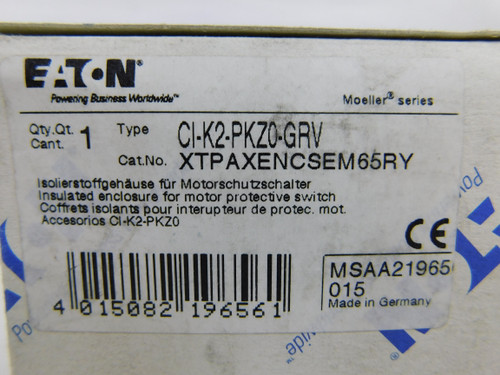 EATON
Powering Business Worldwide™
Moeller® series
Qty.Qt. 1 Type CI-K2-PKZ0-GRV
Cant. Cat.No. XTPAXENCSEM65RY
Isolierstoffgehäuse für Motorschutzschalter
Insulated enclosure for motor protective switch
Coffrets isolants pour interupteur de protec. mot.
Accesorios CI-K2-PKZ0
CE
MSAA21965
015
Made in Germany
4 015082 196561